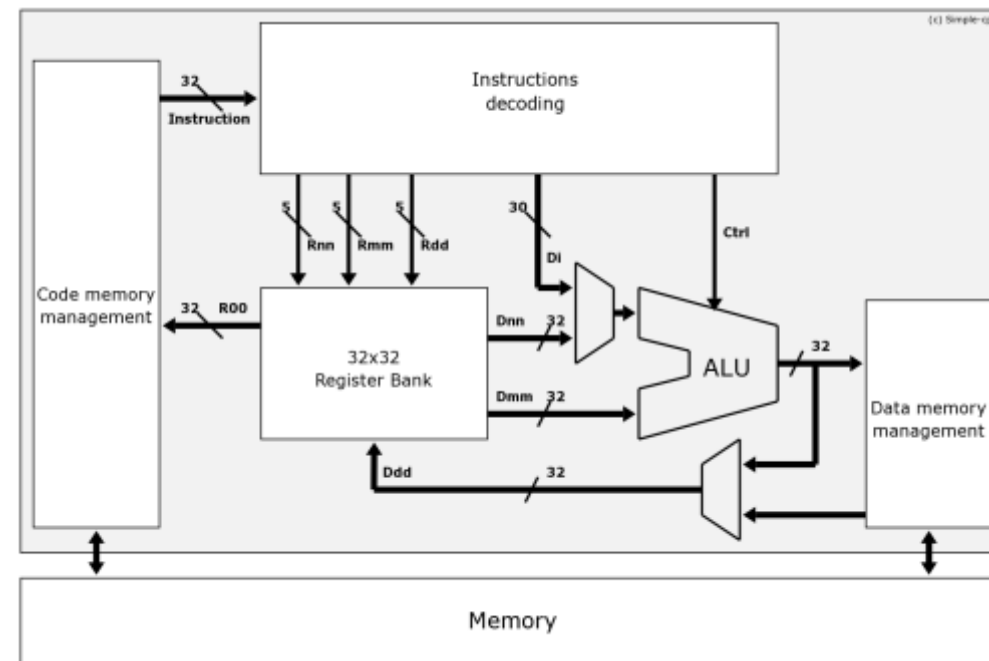 (c) Simple-
Instructions
decoding
32
Instruction
5
5
5
30
Rnn
Rmm
Rdd
Di
Ctrl
Code memory
management
32 R00
32x32
Register Bank
Dnn 32
Dmm 32
ALU
32
Data memory
management
Ddd
32
Memory